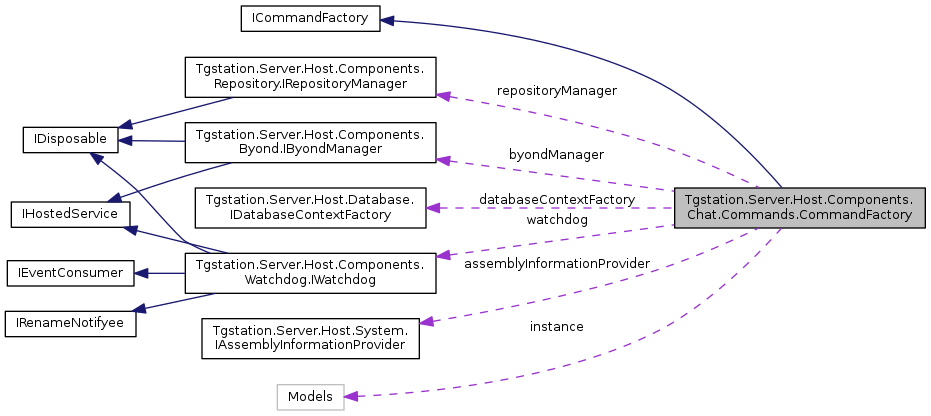 ICommandFactory
Tgstation.Server.Host.Components.
Repository.IRepositoryManager
repositoryManager
IDisposable
Tgstation.Server.Host.Components.
Byond.IByondManager
byondManager
Tgstation.Server.Host.Components.
Chat.Commands.CommandFactory
IHostedService
Tgstation.Server.Host.Database.
IDatabaseContextFactory
databaseContextFactory
watchdog
IEventConsumer
Tgstation.Server.Host.Components.
Watchdog.IWatchdog
assemblyInformationProvider
IRenameNotifyee
Tgstation.Server.Host.System.
IAssemblyInformationProvider
instance
Models